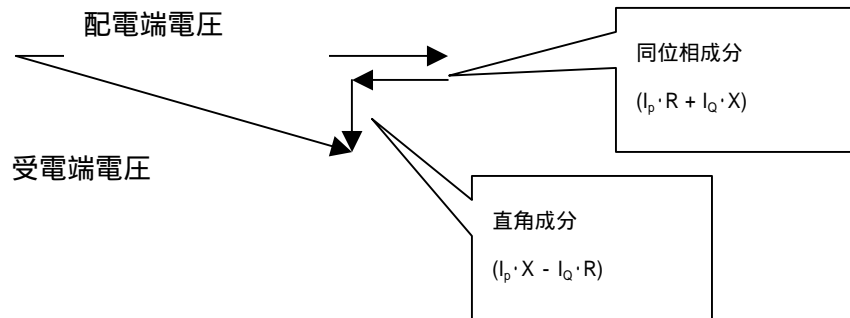 配電端電圧
同位相成分
(Ip·R + IQ·X)
受電端電圧
直角成分
(Ip·X - IQ·R)